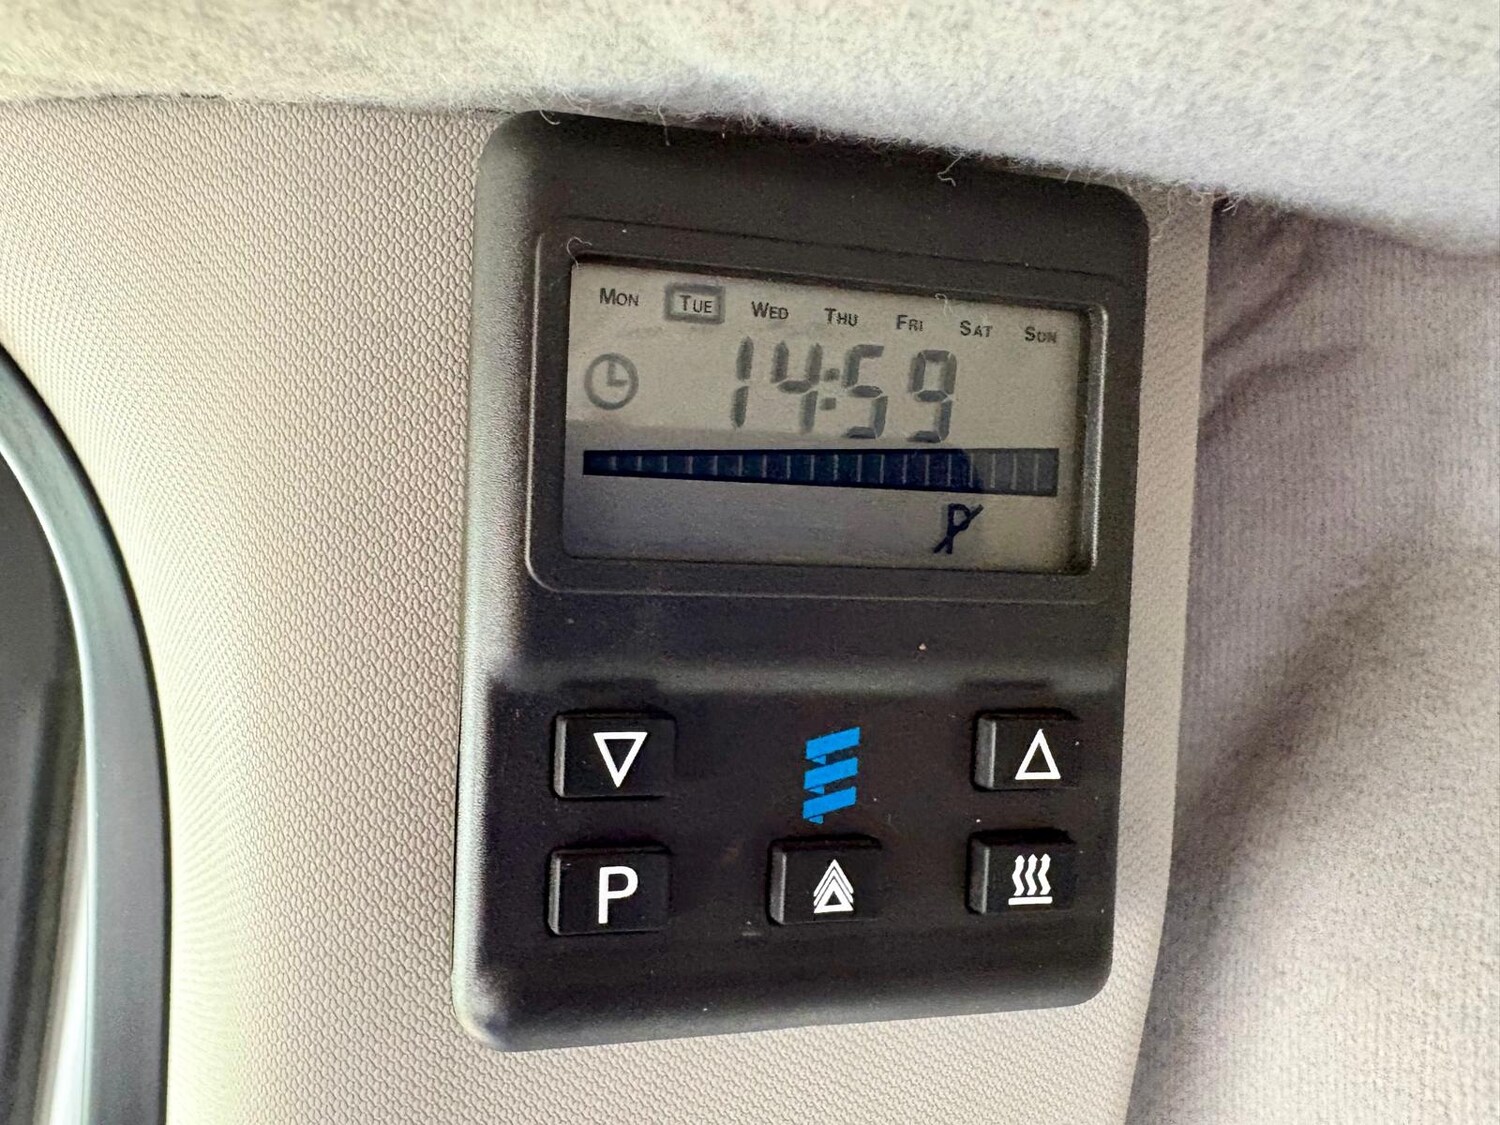 MON TUE WED THU FRI SAT SUN
14:59
P
P